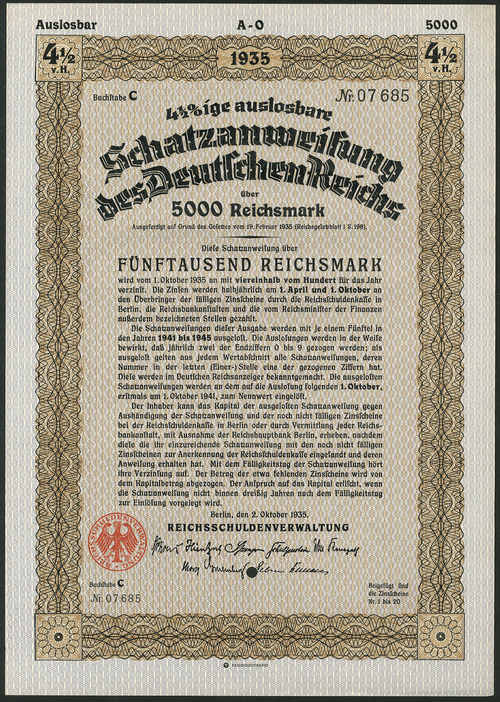 Auslosbar A-O 5000
4½ v. H. 1935 4½ v. H.
Buchstabe C № 07685
4½%ige auslosbare
Schatzanweisung
des Deutschen Reichs
über
5000 Reichsmark
Ausgefertigt auf Grund des Gesetzes vom 19. Februar 1935 (Reichsgesetzblatt I S. 198).
Diese Schatzanweisung über
FÜNFTAUSEND REICHSMARK
wird vom 1. Oktober 1935 an mit viereinhalb vom Hundert für das Jahr
verzinst. Die Zinsen werden halbjährlich am 1. April und 1. Oktober an
den Überbringer der fälligen Zinsscheine durch die Reichsschuldenkasse in
Berlin, die Reichsbankanstalten und die vom Reichsminister der Finanzen
außerdem bezeichneten Stellen gezahlt.
Die Schatzanweisungen dieser Ausgabe werden mit je einem Fünftel in
den Jahren 1941 bis 1945 ausgelost. Die Auslosungen werden in der Weise
bewirkt, daß jährlich zwei der Endziffern 0 bis 9 gezogen werden; als
ausgelost gelten aus jedem Wertabschnitt alle Schatzanweisungen, deren
Nummer in der letzten (Einer-) Stelle eine der gezogenen Ziffern hat.
Diese werden im Deutschen Reichsanzeiger bekanntgemacht. Die ausgelosten
Schatzanweisungen werden an dem auf die Auslosung folgenden 1. Oktober,
erstmals am 1. Oktober 1941, zum Nennwert eingelöst.
Der Inhaber kann das Kapital der ausgelosten Schatzanweisung gegen
Aushändigung der Schatzanweisung und der noch nicht fälligen Zinsscheine
bei der Reichsschuldenkasse in Berlin oder durch Vermittlung jeder Reichs-
bankanstalt, mit Ausnahme der Reichshauptbank Berlin, erheben, nachdem
diese die ihr einzureichende Schatzanweisung mit den noch nicht fälligen
Zinsscheinen zur Anerkennung der Reichsschuldenkasse eingesandt und deren
Anweisung erhalten hat. Mit dem Fälligkeitstag der Schatzanweisung hört
ihre Verzinsung auf. Der Betrag der etwa fehlenden Zinsscheine wird von
dem Kapitalbetrag abgezogen. Der Anspruch auf das Kapital erlischt, wenn
die Schatzanweisung nicht binnen dreißig Jahren nach dem Fälligkeitstag
zur Einlösung vorgelegt wird.
Berlin, den 2. Oktober 1935.
REICHSSCHULDENVERWALTUNG
REICHSSCHULDENVERWALTUNG
Buchstabe C
№ 07685
Beigefügt sind
die Zinsscheine
Nr. 1 bis 20
REICHSDRUCKEREI